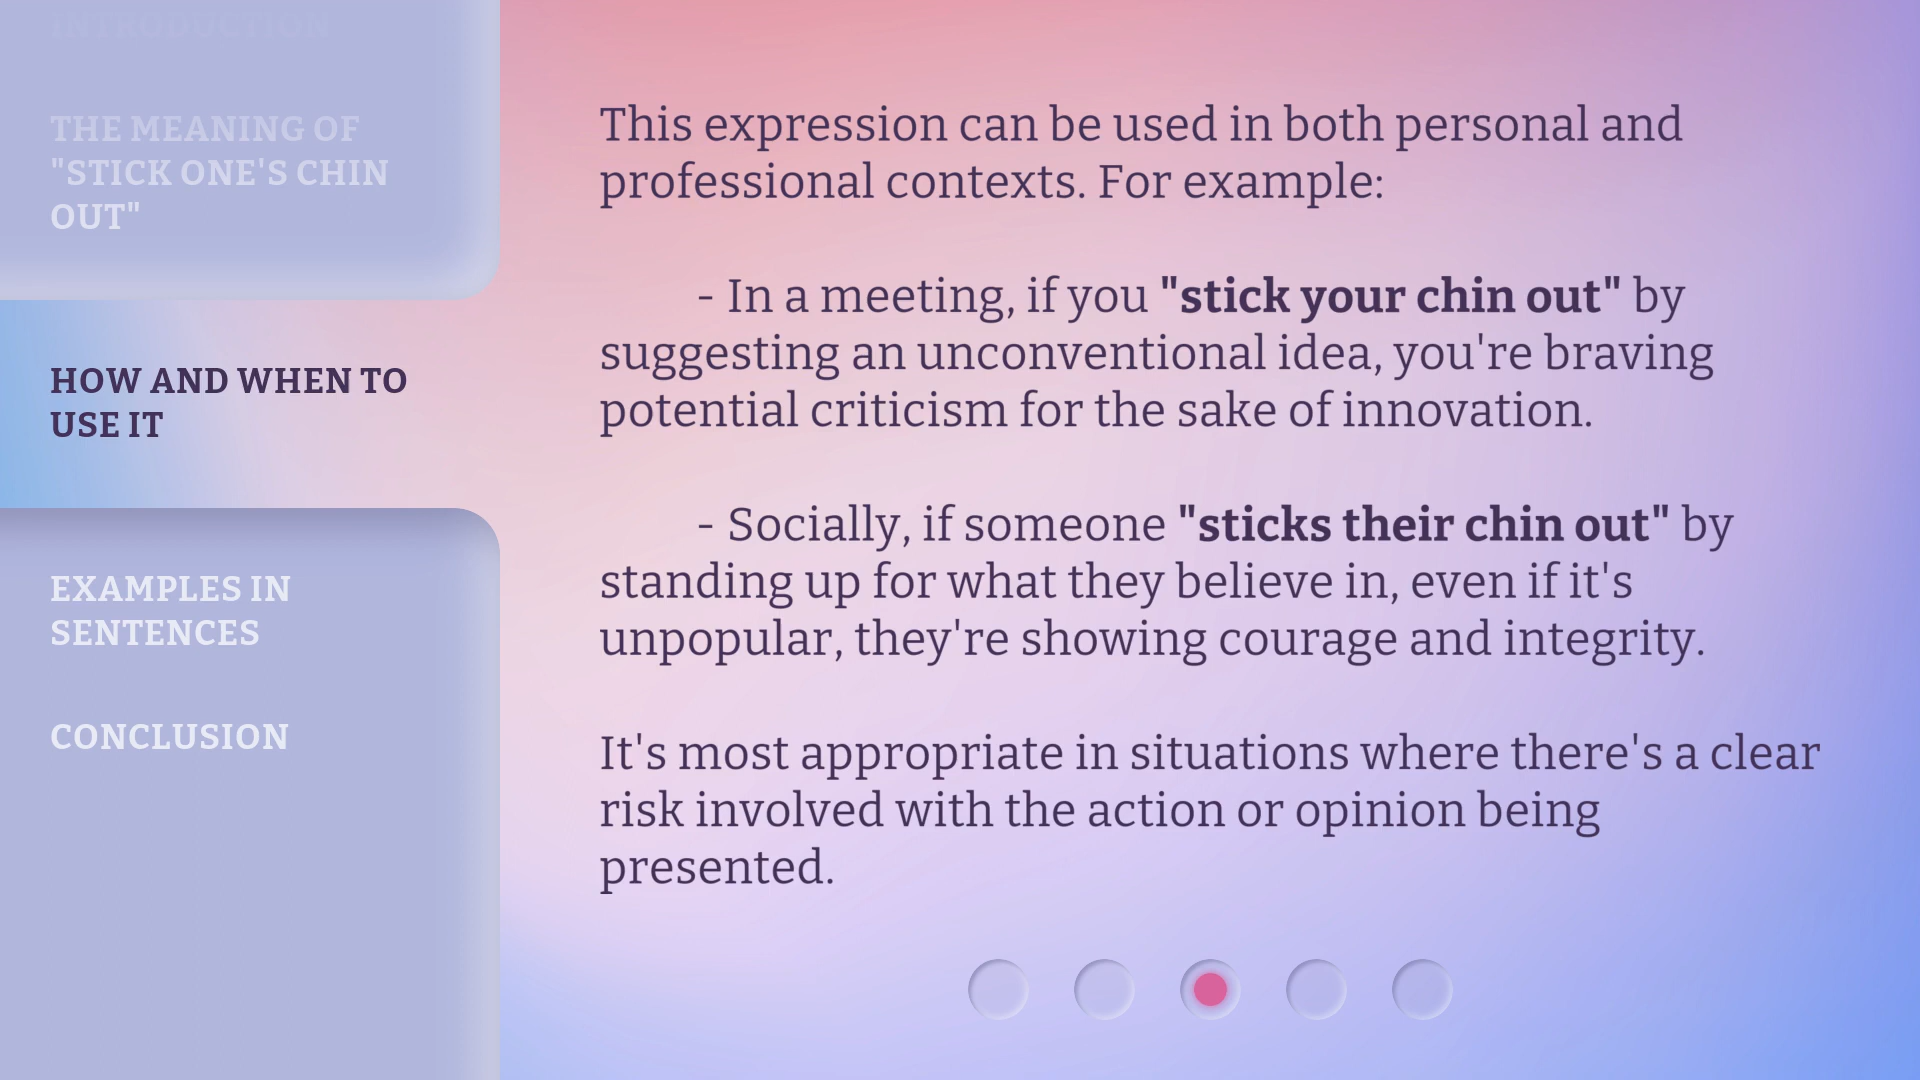 INTRODUCTION
THE MEANING OF
"STICK ONE'S CHIN
OUT"
HOW AND WHEN TO
USE IT
EXAMPLES IN
SENTENCES
CONCLUSION
This expression can be used in both personal and
professional contexts. For example:
- In a meeting, if you "stick your chin out" by
suggesting an unconventional idea, you're braving
potential criticism for the sake of innovation.
- Socially, if someone "sticks their chin out" by
standing up for what they believe in, even if it's
unpopular, they're showing courage and integrity.
It's most appropriate in situations where there's a clear
risk involved with the action or opinion being
presented.